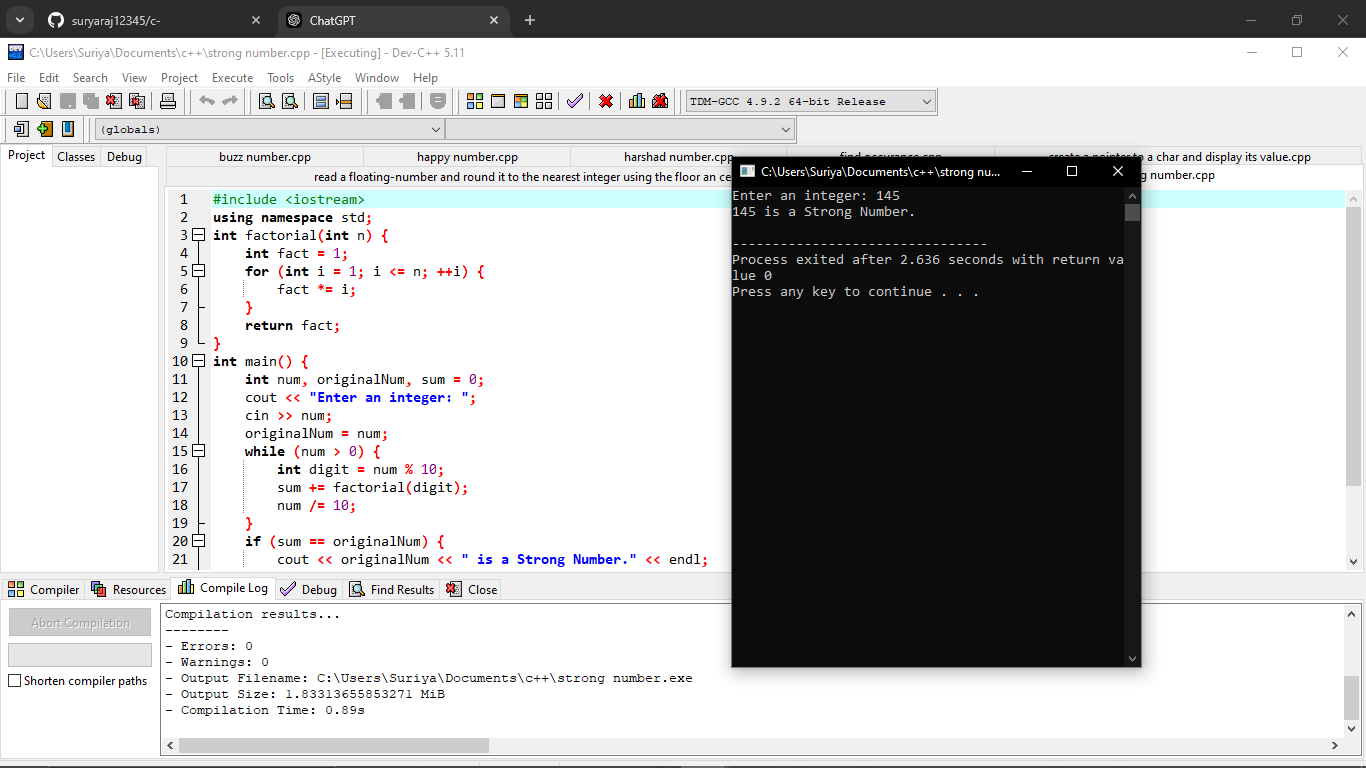 suryaraj12345/c-
ChatGPT
C:\Users\Suriya\Documents\c++\strong number.cpp - [Executing] - Dev-C++ 5.11
File Edit Search View Project Execute Tools AStyle Window Help
TDM-GCC 4.9.2 64-bit Release
(globals)
Project Classes Debug
buzz number.cpp happy number.cpp harshad number.cpp create a pointer to a char and display its value.cpp
read a floating-number and round it to the nearest integer using the floor an ce
number.cpp
1 #include <iostream>
2 using namespace std;
3 int factorial(int n) {
4 int fact = 1;
5 for (int i = 1; i <= n; ++i) {
6 fact *= i;
7 }
8 return fact;
9 }
10 int main() {
11 int num, originalNum, sum = 0;
12 cout << "Enter an integer: ";
13 cin >> num;
14 originalNum = num;
15 while (num > 0) {
16 int digit = num % 10;
17 sum += factorial(digit);
18 num /= 10;
19 }
20 if (sum == originalNum) {
21 cout << originalNum << " is a Strong Number." << endl;
C:\Users\Suriya\Documents\c++\strong nu...
Enter an integer: 145
145 is a Strong Number.
--------------------------------
Process exited after 2.636 seconds with return va
lue 0
Press any key to continue . . .
Compiler Resources Compile Log Debug Find Results Close
Abort Compilation
Shorten compiler paths
Compilation results...
--------
- Errors: 0
- Warnings: 0
- Output Filename: C:\Users\Suriya\Documents\c++\strong number.exe
- Output Size: 1.83313655853271 MiB
- Compilation Time: 0.89s